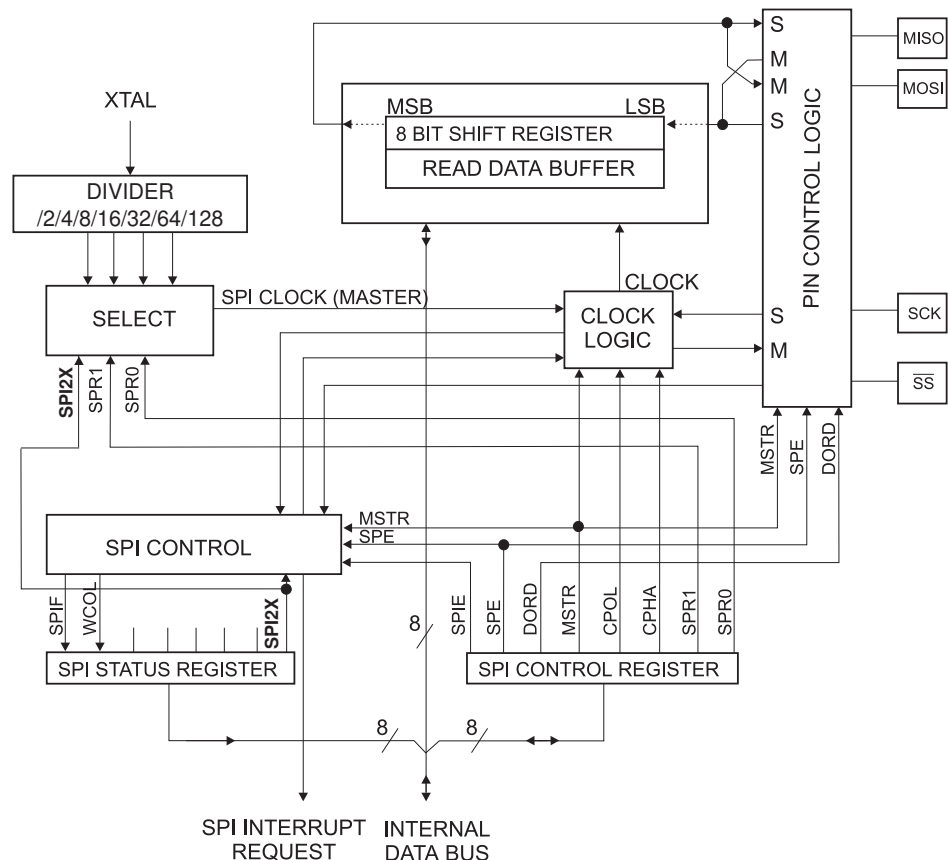 S
MISO
M
MOSI
M
XTAL
MSB
LSB
S
8 BIT SHIFT REGISTER
READ DATA BUFFER
DIVIDER
/2/4/8/16/32/64/128
PIN CONTROL LOGIC
SPI CLOCK (MASTER)
CLOCK
SELECT
CLOCK
LOGIC
S
SCK
M
SS
SPI2X
SPR1
SPR0
MSTR
SPE
DORD
MSTR
SPE
SPI CONTROL
SPIF
WCOL
SPI2X
SPIE
SPE
DORD
MSTR
CPOL
CPHA
SPR1
SPR0
8
SPI STATUS REGISTER
SPI CONTROL REGISTER
8
8
SPI INTERRUPT
REQUEST
INTERNAL
DATA BUS